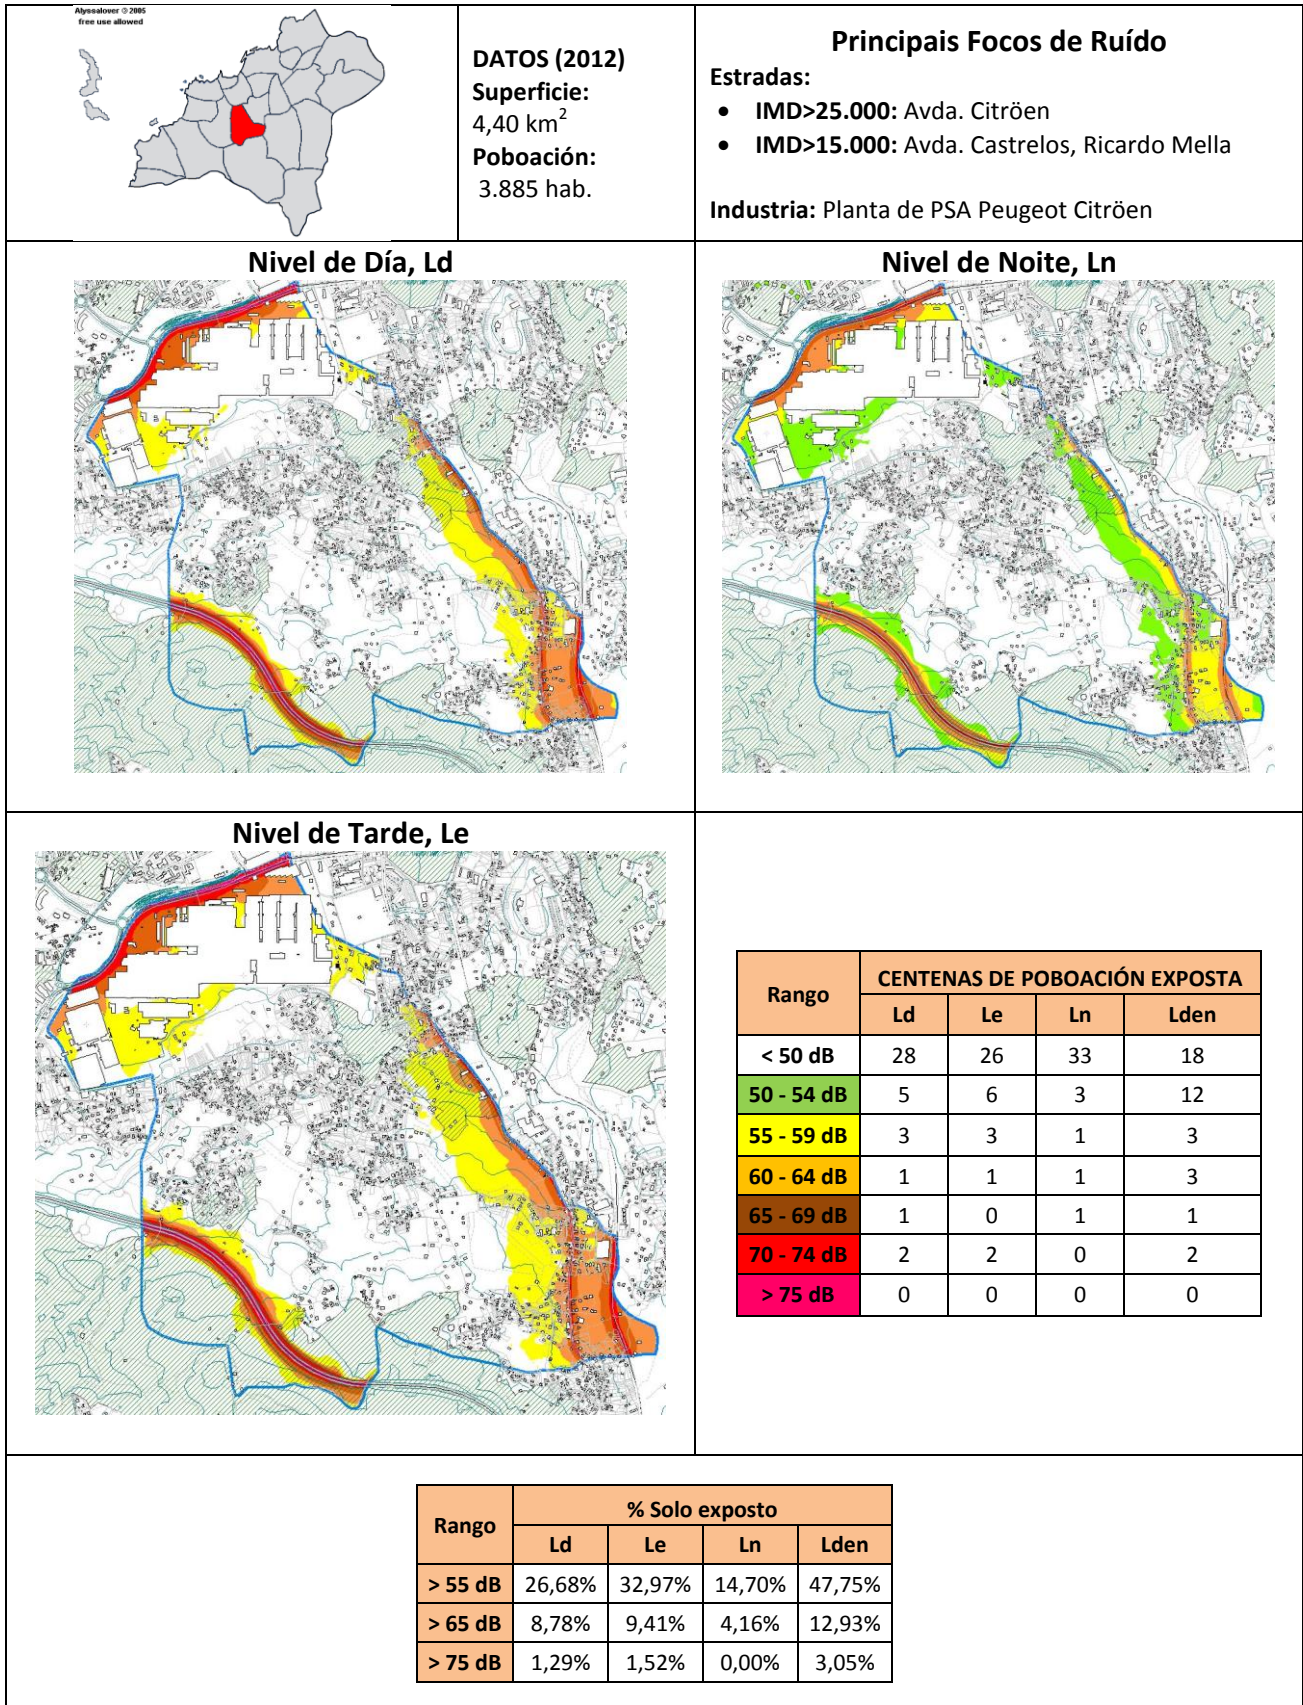 Alyssalover © 2005
free use allowed
DATOS (2012)
Superficie:
4,40 km2
Poboación:
3.885 hab.
Principais Focos de Ruído
Estradas:
• IMD>25.000: Avda. Citröen
• IMD>15.000: Avda. Castrelos, Ricardo Mella
Industria: Planta de PSA Peugeot Citröen
Nivel de Día, Ld
Nivel de Noite, Ln
Nivel de Tarde, Le
Rango CENTENAS DE POBOACIÓN EXPOSTA
Ld Le Ln Lden
< 50 dB 28 26 33 18
50 - 54 dB 5 6 3 12
55 - 59 dB 3 3 1 3
60 - 64 dB 1 1 1 3
65 - 69 dB 1 0 1 1
70 - 74 dB 2 2 0 2
> 75 dB 0 0 0 0
Rango % Solo exposto
Ld Le Ln Lden
> 55 dB 26,68% 32,97% 14,70% 47,75%
> 65 dB 8,78% 9,41% 4,16% 12,93%
> 75 dB 1,29% 1,52% 0,00% 3,05%